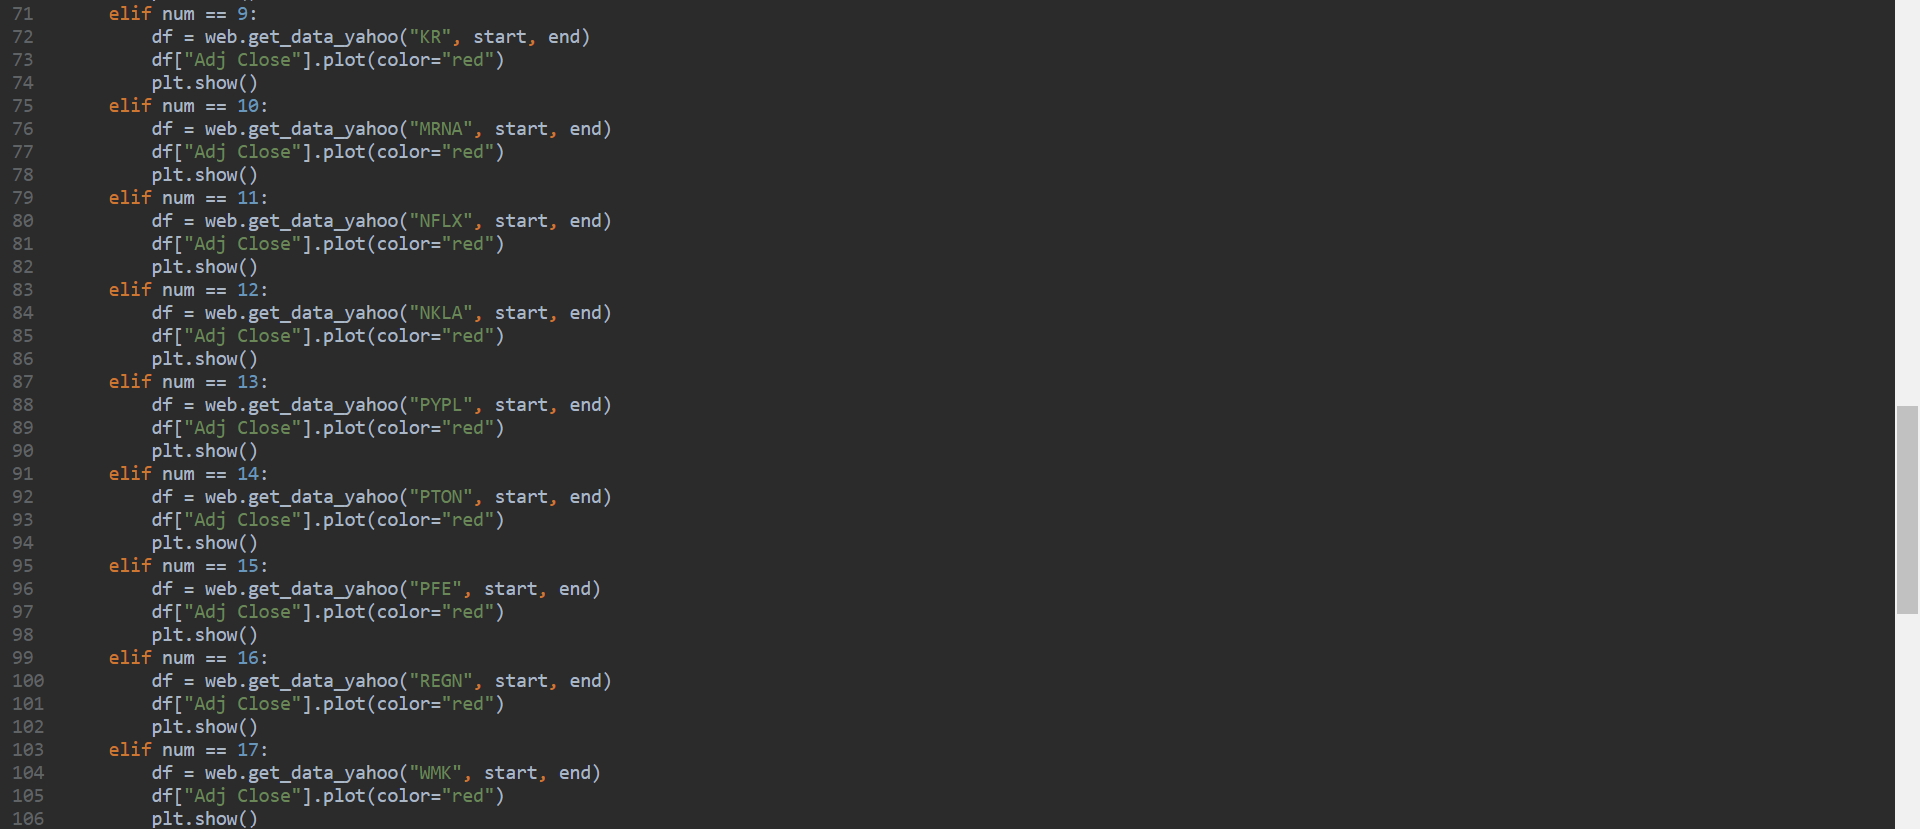 71 elif num == 9:
72 df = web.get_data_yahoo("KR", start, end)
73 df["Adj Close"].plot(color="red")
74 plt.show()
75 elif num == 10:
76 df = web.get_data_yahoo("MRNA", start, end)
77 df["Adj Close"].plot(color="red")
78 plt.show()
79 elif num == 11:
80 df = web.get_data_yahoo("NFLX", start, end)
81 df["Adj Close"].plot(color="red")
82 plt.show()
83 elif num == 12:
84 df = web.get_data_yahoo("NKLA", start, end)
85 df["Adj Close"].plot(color="red")
86 plt.show()
87 elif num == 13:
88 df = web.get_data_yahoo("PYPL", start, end)
89 df["Adj Close"].plot(color="red")
90 plt.show()
91 elif num == 14:
92 df = web.get_data_yahoo("PTON", start, end)
93 df["Adj Close"].plot(color="red")
94 plt.show()
95 elif num == 15:
96 df = web.get_data_yahoo("PFE", start, end)
97 df["Adj Close"].plot(color="red")
98 plt.show()
99 elif num == 16:
100 df = web.get_data_yahoo("REGN", start, end)
101 df["Adj Close"].plot(color="red")
102 plt.show()
103 elif num == 17:
104 df = web.get_data_yahoo("WMK", start, end)
105 df["Adj Close"].plot(color="red")
106 plt.show()